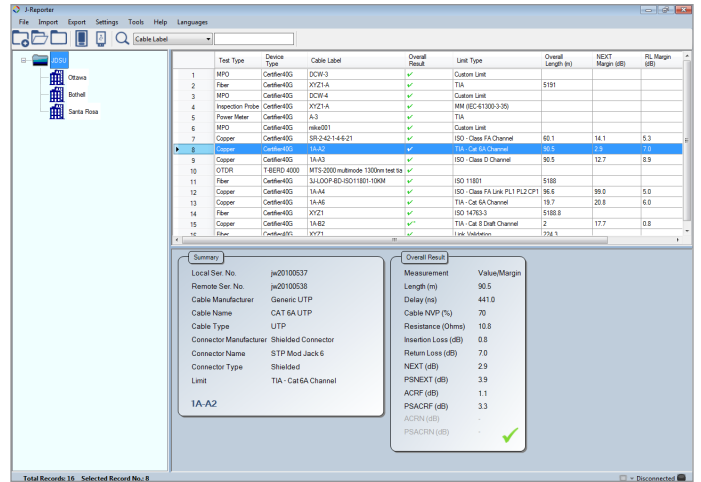 J-Reporter
File Import Export Settings Tools Help Languages
Cable Label
JDSU
Ottawa
Bothell
Santa Rosa
Test Type Device Type Cable Label Overall Result Limit Type Overall Length (m) NEXT Margin (dB) RL Margin (dB)
1 MPO Certifier40G DCW-3 ✔ Custom Limit
2 Fiber Certifier40G XYZ1-A ✔ TIA 5191
3 MPO Certifier40G DCW-4 ✔ Custom Limit
4 Inspection Probe Certifier40G XYZ1-A ✔ MM (IEC-61300-3-35)
5 Power Meter Certifier40G A-3 ✔ TIA
6 MPO Certifier40G mike001 ✔ Custom Limit
7 Copper Certifier40G SR-2-42-1-4-6-21 ✔ ISO - Class FA Channel 60.1 14.1 5.3
8 Copper Certifier40G 1A-A2 ✔ TIA - Cat 6A Channel 90.5 2.9 7.0
9 Copper Certifier40G 1A-A3 ✔ ISO - Class D Channel 90.5 12.7 8.9
10 OTDR T-BERD 4000 MTS-2000 multimode 1300nm test tia ✔
11 Fiber Certifier40G JJ-LOOP-BD-ISO11801-10KM ✔ ISO 11801 5188
12 Copper Certifier40G 1A-A4 ✔ ISO - Class FA Link PL1 PL2 CP1 96.6 99.0 5.0
13 Copper Certifier40G 1A-A6 ✔ TIA - Cat 6A Channel 19.7 20.8 6.0
14 Fiber Certifier40G XYZ1 ✔ ISO 14763-3 5188.8
15 Copper Certifier40G 1A-B2 ✔* TIA - Cat 8 Draft Channel 2 17.7 0.8
16 Fiber Certifier40G XYZ1 ✔ Link Validation 224.3
Summary
Local Ser. No. jw20100537
Remote Ser. No. jw20100538
Cable Manufacturer Generic UTP
Cable Name CAT 6A UTP
Cable Type UTP
Connector Manufacturer Shielded Connector
Connector Name STP Mod Jack 6
Connector Type Shielded
Limit TIA - Cat 6A Channel
1A-A2
Overall Result
Measurement Value/Margin
Length (m) 90.5
Delay (ns) 441.0
Cable NVP (%) 70
Resistance (Ohms) 10.8
Insertion Loss (dB) 0.8
Return Loss (dB) 7.0
NEXT (dB) 2.9
PSNEXT (dB) 3.9
ACRF (dB) 1.1
PSACRF (dB) 3.3
ACRN (dB) -
PSACRN (dB) -
Total Records: 16 Selected Record No.: 8
Disconnected